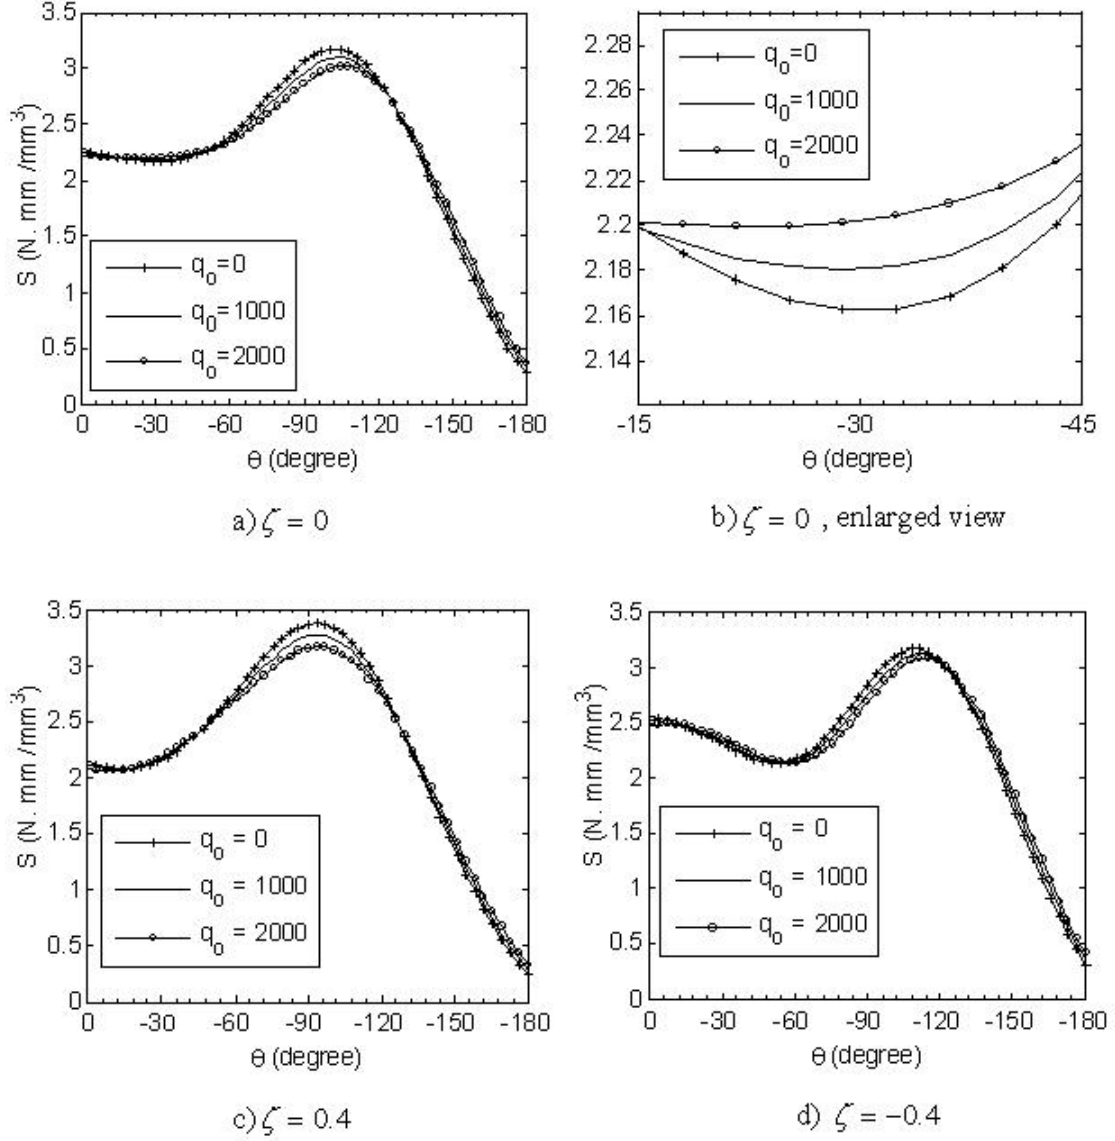 3.5
3
2.5
2
1.5
1
0.5
0
S (N. mm /mm³)
q₀=0
q₀=1000
q₀=2000
0 -30 -60 -90 -120 -150 -180
θ (degree)
a) ζ = 0
2.28
2.26
2.24
2.22
2.2
2.18
2.16
2.14
q₀=0
q₀=1000
q₀=2000
-15 -30 -45
θ (degree)
b) ζ = 0 , enlarged view
3.5
3
2.5
2
1.5
1
0.5
0
S (N. mm /mm³)
q₀ = 0
q₀ = 1000
q₀ = 2000
0 -30 -60 -90 -120 -150 -180
θ (degree)
c) ζ = 0.4
3.5
3
2.5
2
1.5
1
0.5
0
S (N. mm /mm³)
q₀ = 0
q₀ = 1000
q₀ = 2000
0 -30 -60 -90 -120 -150 -180
θ (degree)
d) ζ = −0.4